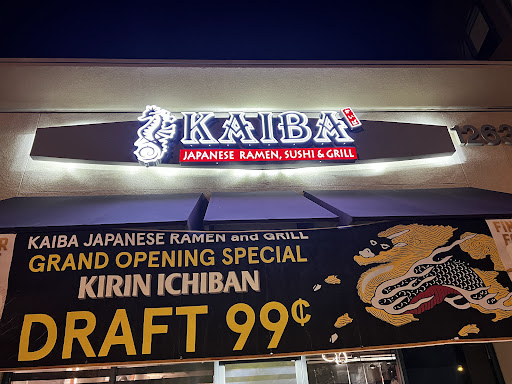 KAIBA
JAPANESE RAMEN, SUSHI & GRILL
KAIBA JAPANESE RAMEN and GRILL
GRAND OPENING SPECIAL
KIRIN ICHIBAN
DRAFT 99¢